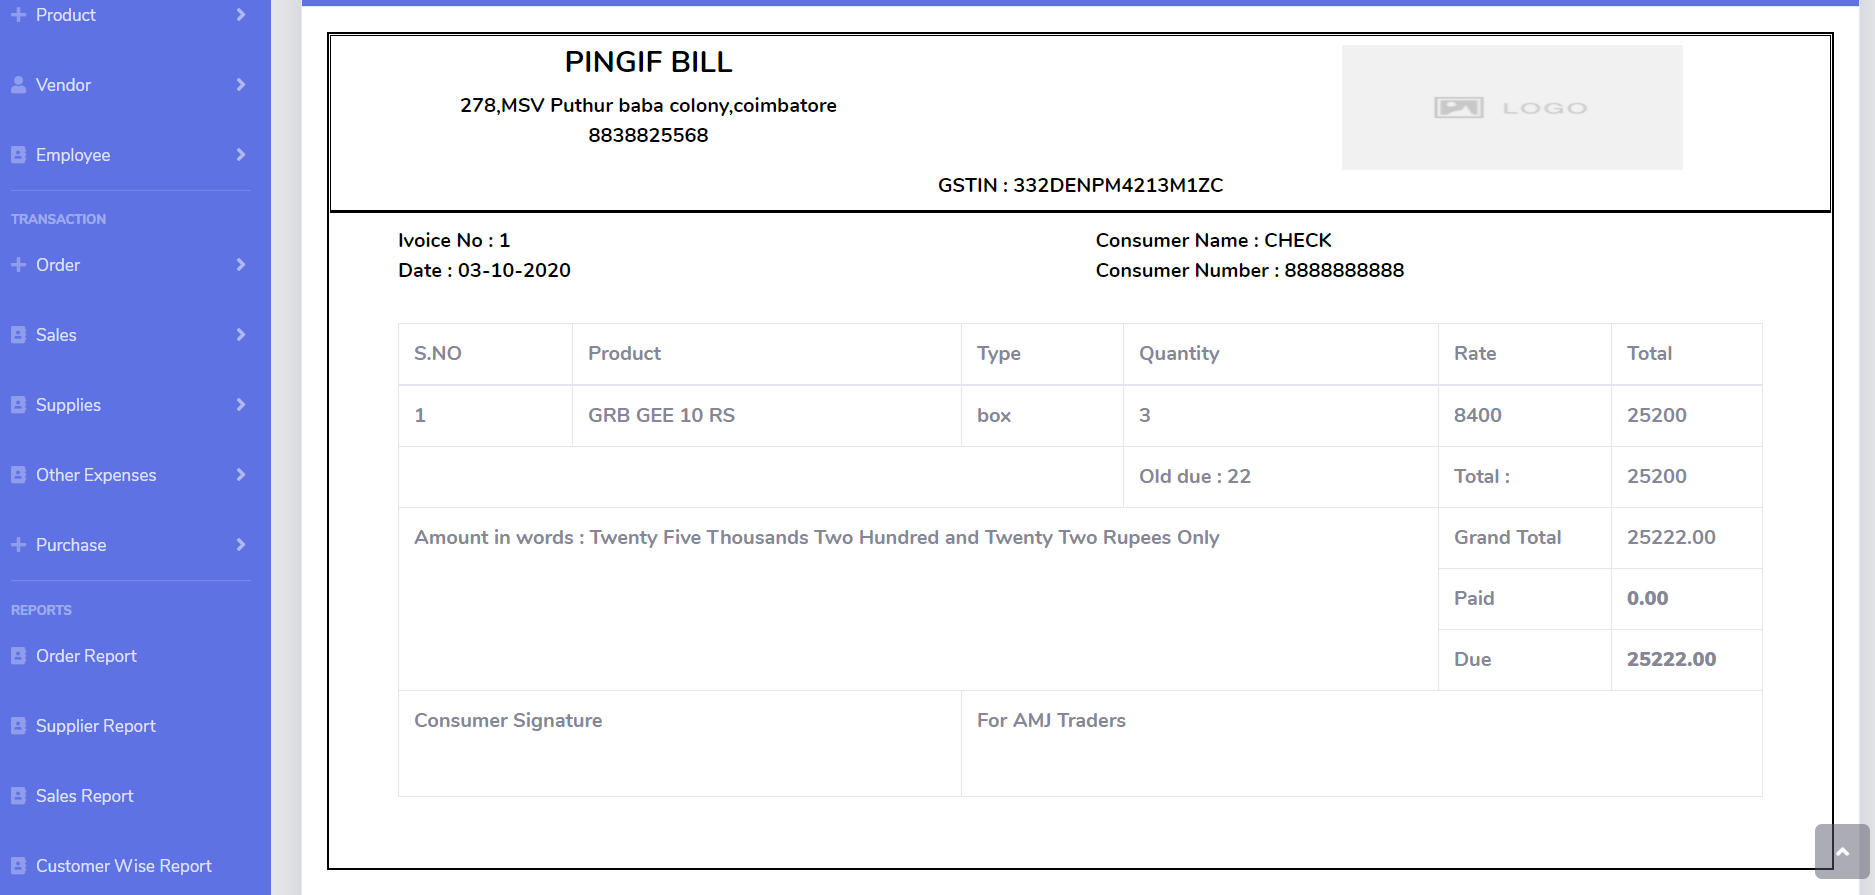 Product
Vendor
Employee
TRANSACTION
Order
Sales
Supplies
Other Expenses
Purchase
REPORTS
Order Report
Supplier Report
Sales Report
Customer Wise Report
PINGIF BILL
278,MSV Puthur baba colony,coimbatore
8838825568
LOGO
GSTIN : 332DENPM4213M1ZC
Ivoice No : 1
Date : 03-10-2020
Consumer Name : CHECK
Consumer Number : 8888888888
S.NO Product Type Quantity Rate Total
1 GRB GEE 10 RS box 3 8400 25200
Old due : 22 Total : 25200
Amount in words : Twenty Five Thousands Two Hundred and Twenty Two Rupees Only Grand Total 25222.00
Paid 0.00
Due 25222.00
Consumer Signature For AMJ Traders